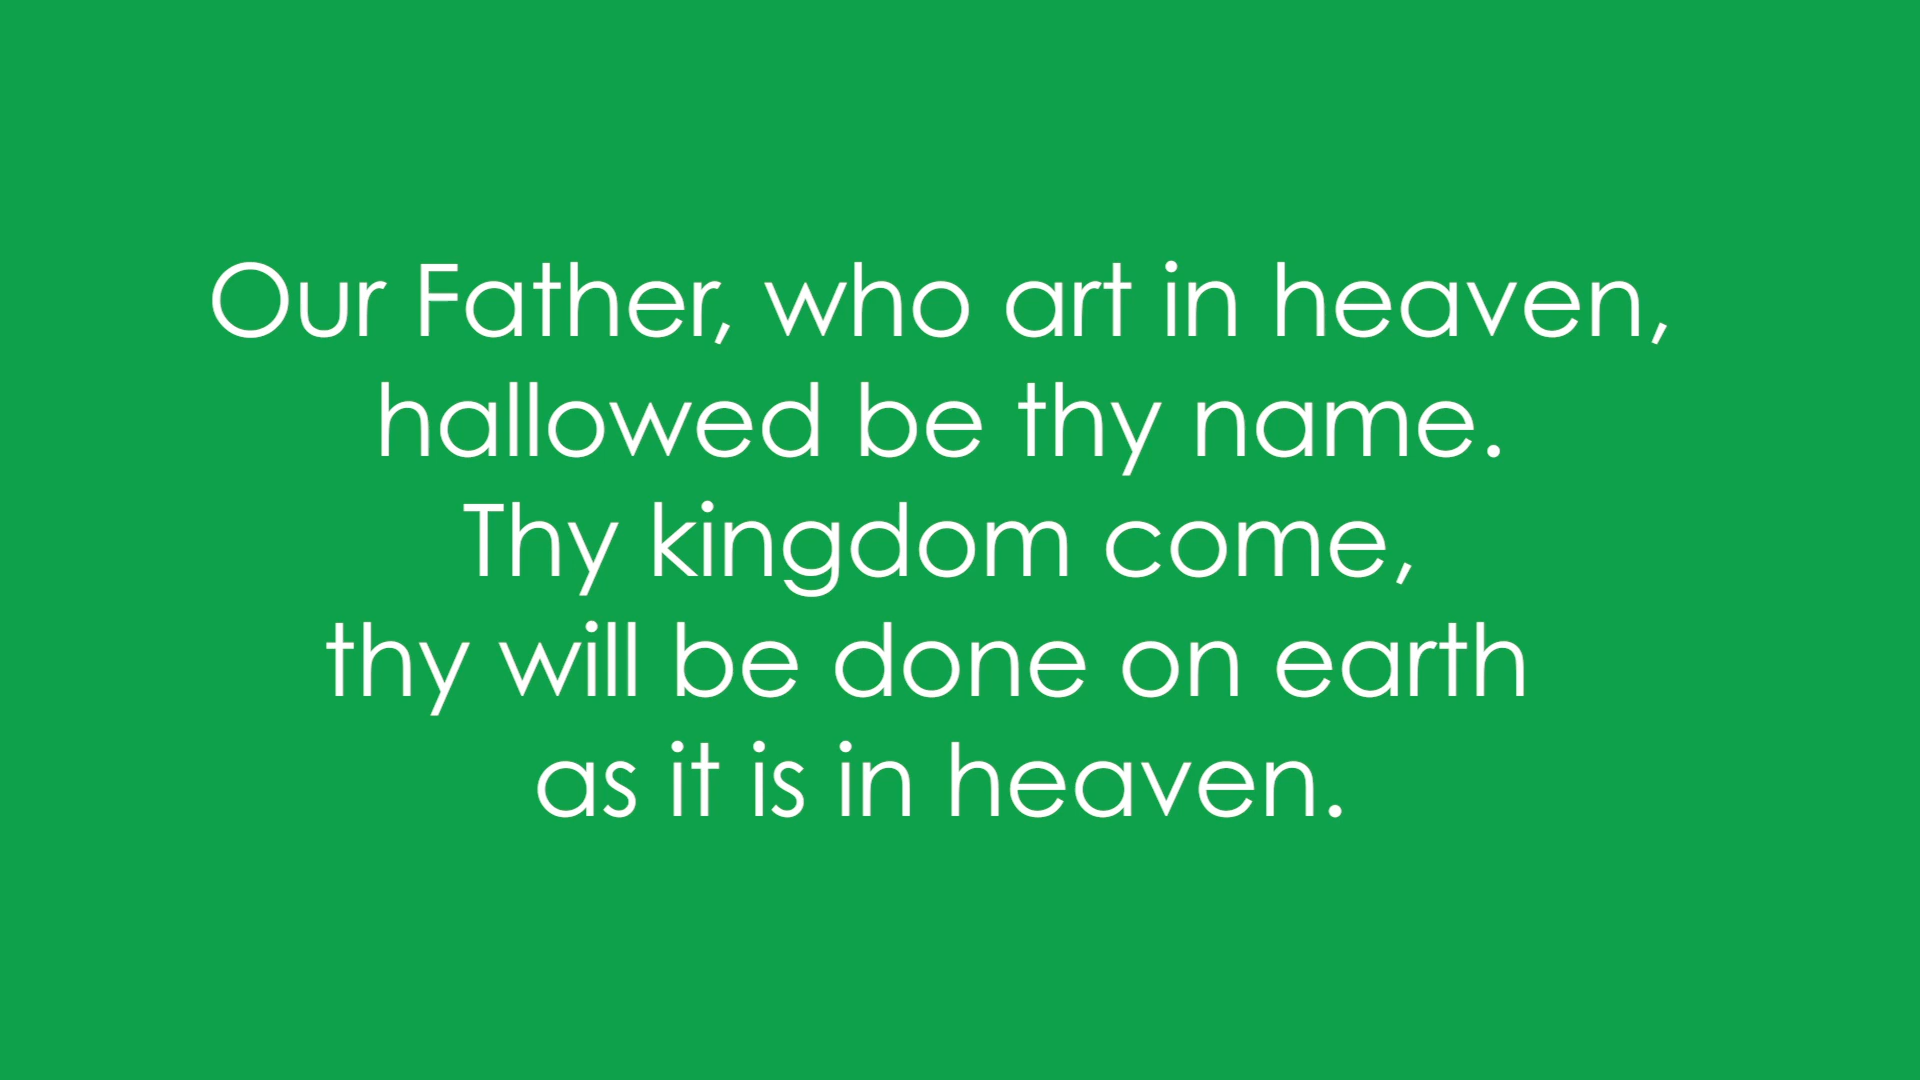 Our Father, who art in heaven,
hallowed be thy name.
Thy kingdom come,
thy will be done on earth
as it is in heaven.